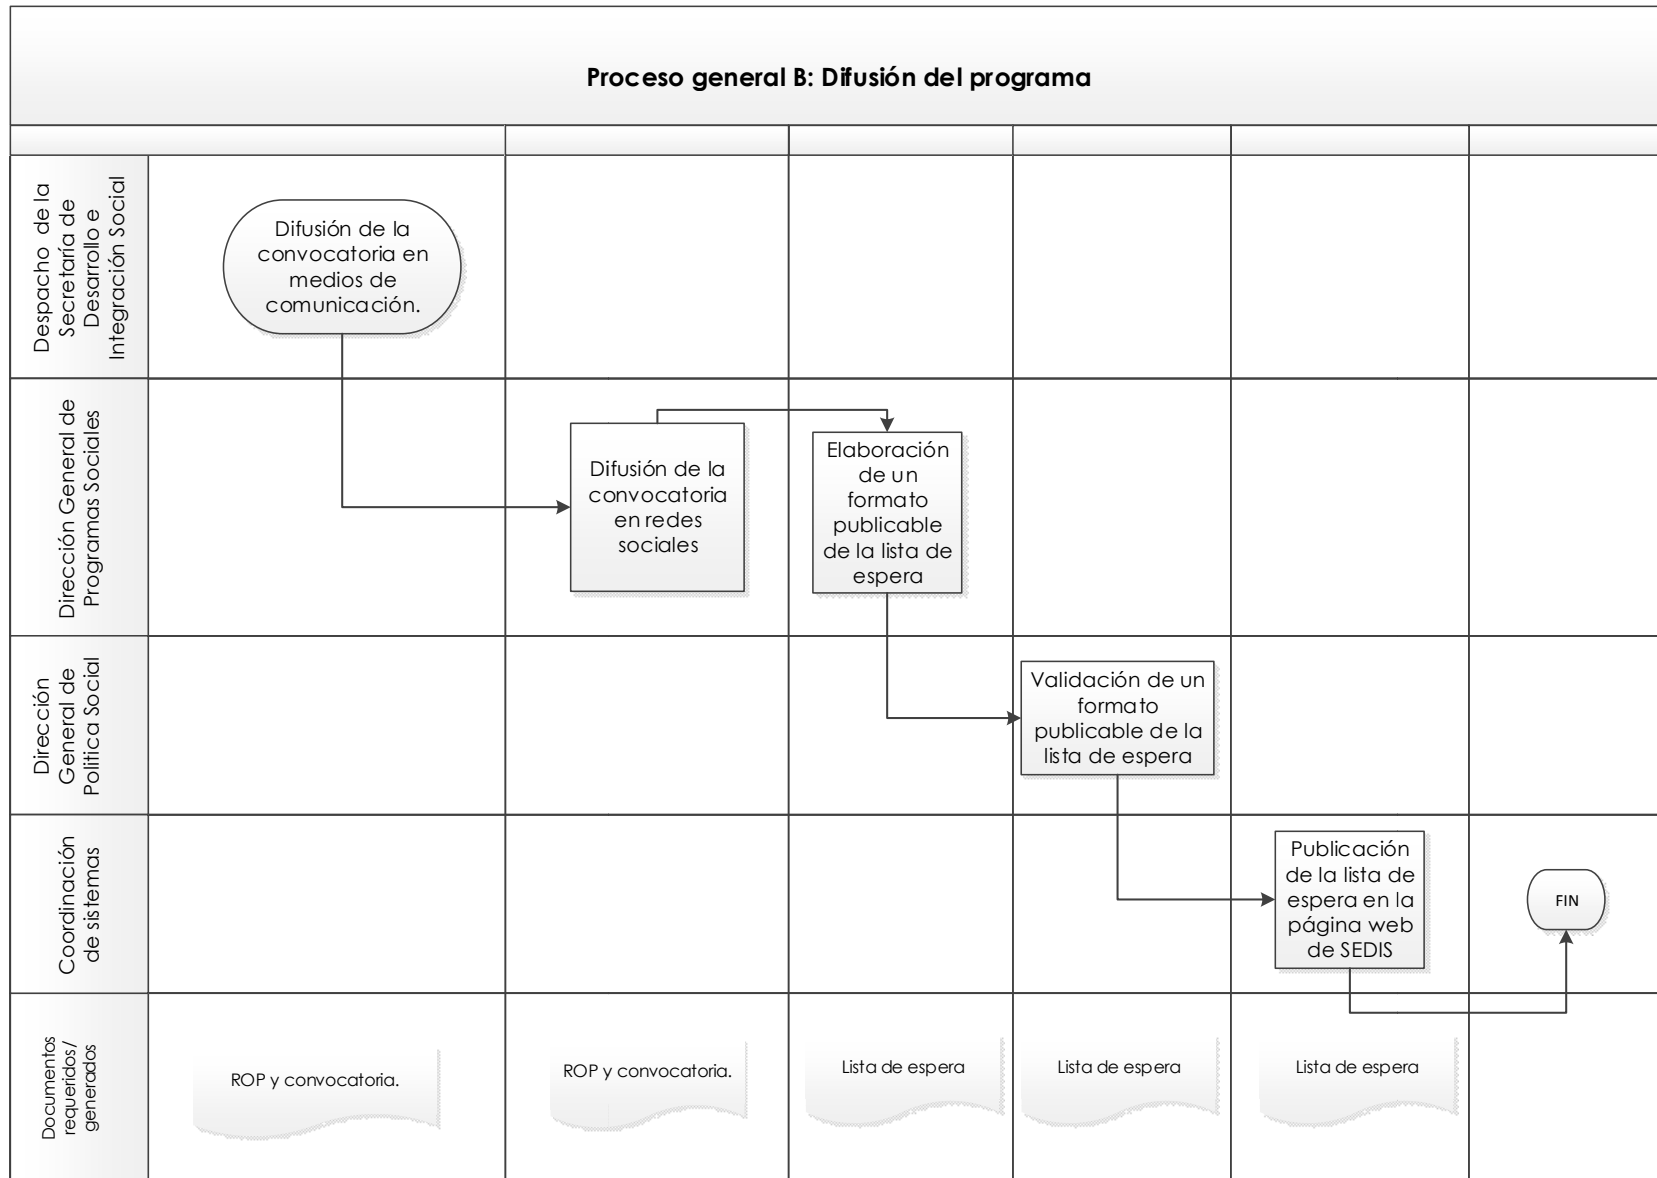 Proceso general B: Difusión del programa
Despacho de la
Secretaría de
Desarrollo e
Integración Social
Difusión de la
convocatoria en
medios de
comunicación.
Dirección General de
Programas Sociales
Difusión de la
convocatoria
en redes
sociales
Elaboración
de un
formato
publicable
de la lista de
espera
Dirección
General de
Politica Social
Validación de un
formato
publicable de la
lista de espera
Coordinación
de sistemas
Publicación
de la lista de
espera en la
página web
de SEDIS
FIN
Documentos
requeridos/
generados
ROP y convocatoria.
ROP y convocatoria.
Lista de espera
Lista de espera
Lista de espera